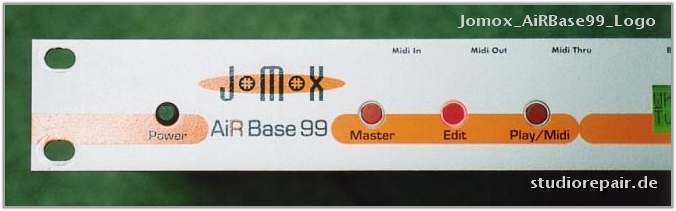 Jomox_AiRBase99_Logo
Midi In
Midi Out
Midi Thru
JoMoX
Power
AiR Base 99
Master
Edit
Play/Midi
studiorepair.de